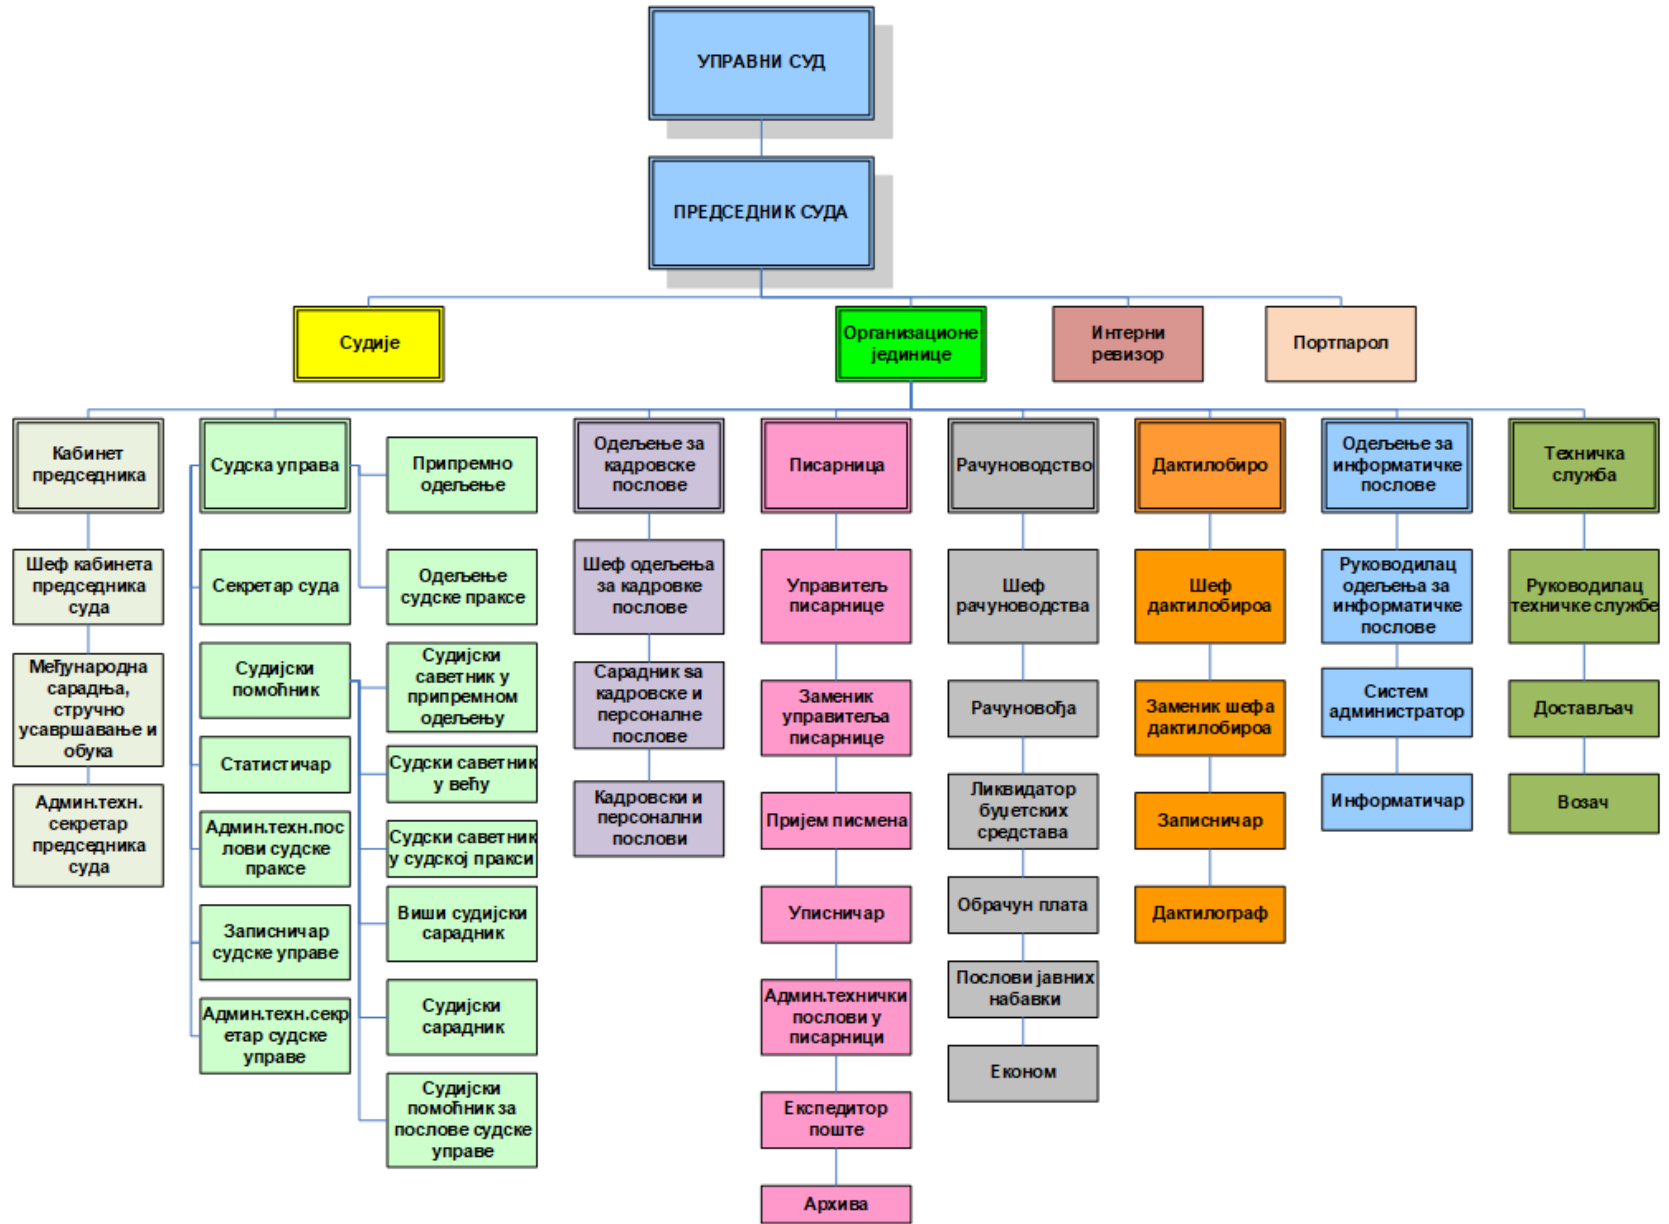 УПРАВНИ СУД
ПРЕДСЕДНИК СУДА
Судије
Организационе
јединице
Интерни
ревизор
Портпарол
Кабинет
председника
Шеф кабинета
председника
суда
Међународна
сарадња,
стручно
усавршавање и
обука
Админ.техн.
секретар
председника
суда
Судска управа
Секретар суда
Судијски
помоћник
Статистичар
Админ.техн.пос
лови судске
праксе
Записничар
судске управе
Админ.техн.секр
етар судске
управе
Припремно
одељење
Одељење
судске праксе
Судијски
саветник у
припремном
одељењу
Судски саветник
у већу
Судски саветник
у судској пракси
Виши судијски
сарадник
Судијски
сарадник
Судијски
помоћник за
послове судске
управе
Одељење за
кадровске
послове
Шеф одељења
за кадровке
послове
Сарадник ѕа
кадровске и
персоналне
послове
Кадровски и
персонални
послови
Писарница
Управитељ
писарнице
Заменик
управитеља
писарнице
Пријем писмена
Уписничар
Админ.технички
послови у
писарници
Експедитор
поште
Архива
Рачуноводство
Шеф
рачуноводства
Рачуновођа
Ликвидатор
буџетских
средстава
Обрачун плата
Послови јавних
набавки
Економ
Дактилобиро
Шеф
дактилобироа
Заменик шефа
дактилобироа
Записничар
Дактилограф
Одељење за
информатичке
послове
Руководилац
одељења за
информатичке
послове
Систем
администратор
Информатичар
Техничка
служба
Руководилац
техничке службе
Достављач
Возач